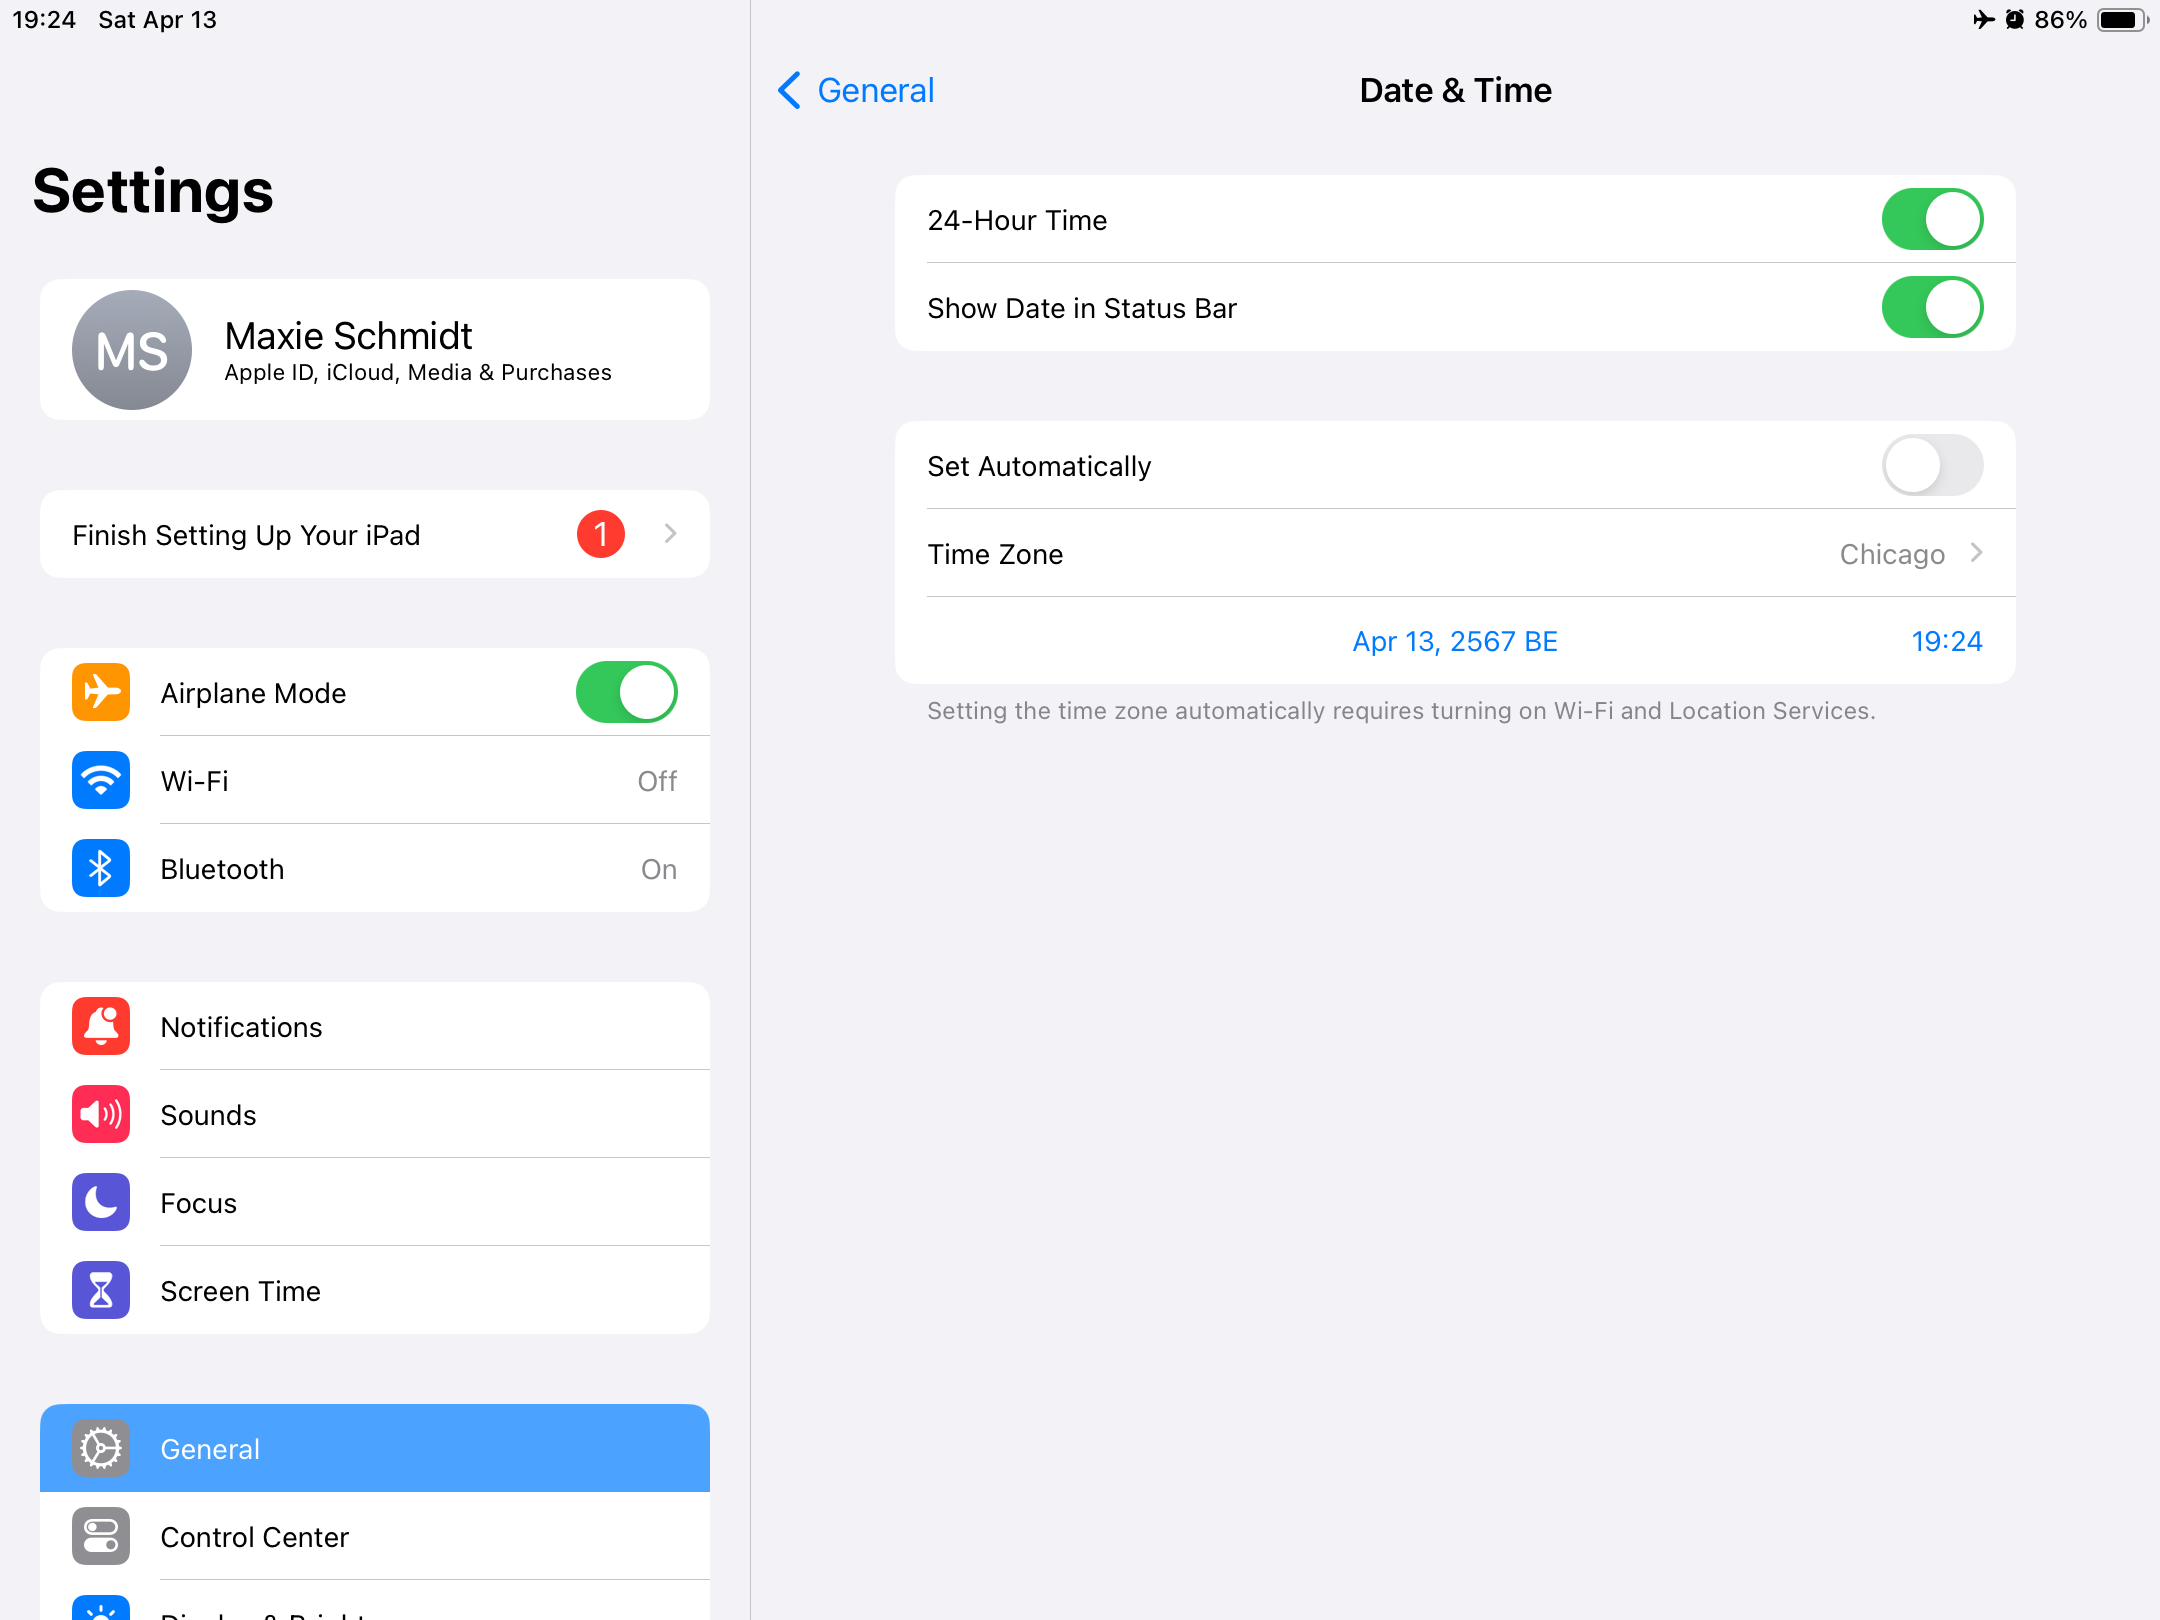 19:24 Sat Apr 13
86%
Settings
MS
Maxie Schmidt
Apple ID, iCloud, Media & Purchases
Finish Setting Up Your iPad 1
Airplane Mode
Wi-Fi Off
Bluetooth On
Notifications
Sounds
Focus
Screen Time
General
Control Center
General
Date & Time
24-Hour Time
Show Date in Status Bar
Set Automatically
Time Zone Chicago
Apr 13, 2567 BE 19:24
Setting the time zone automatically requires turning on Wi-Fi and Location Services.